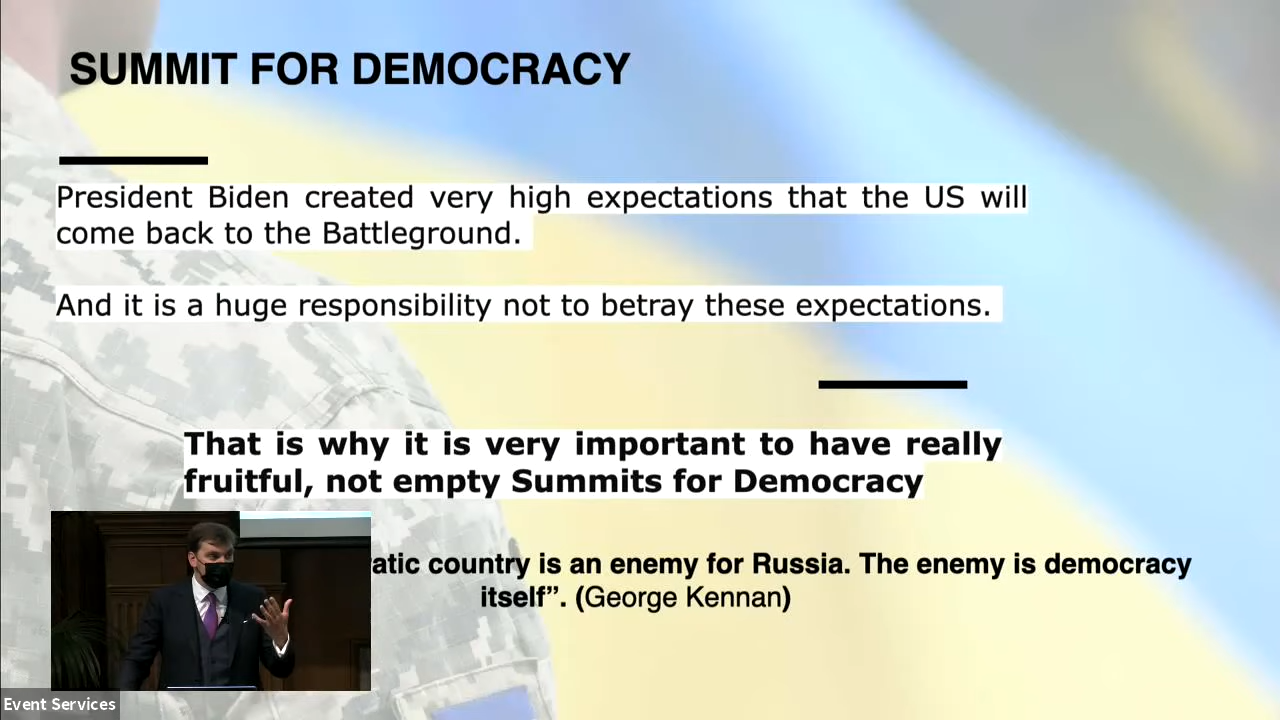 SUMMIT FOR DEMOCRACY
President Biden created very high expectations that the US will
come back to the Battleground.
And it is a huge responsibility not to betray these expectations.
That is why it is very important to have really
fruitful, not empty Summits for Democracy
country is an enemy for Russia. The enemy is democracy
itself”. (George Kennan)
Event Services